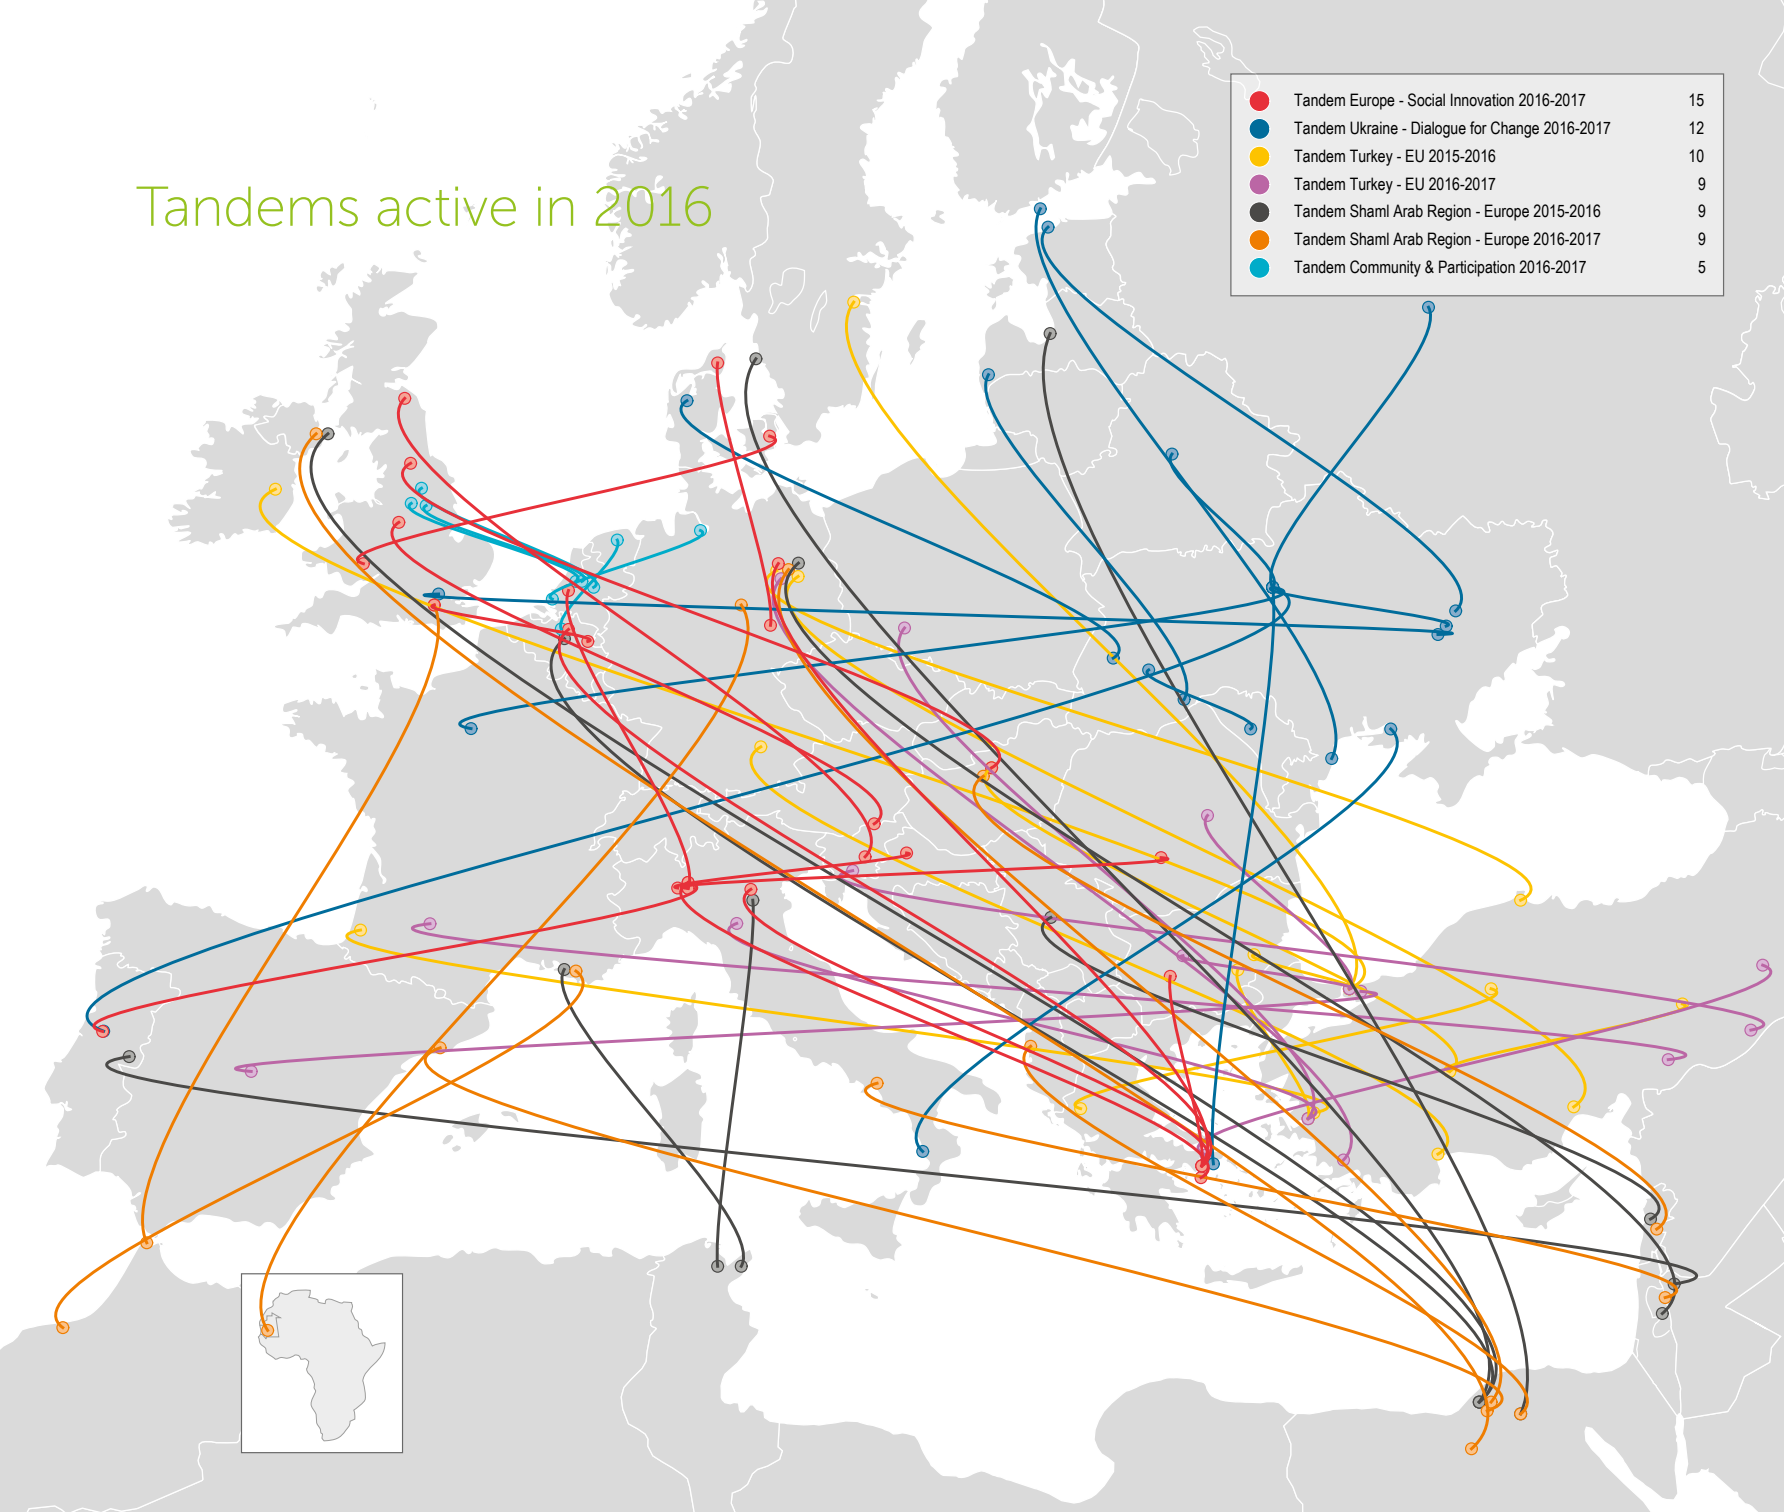 Tandems active in 2016
Tandem Europe - Social Innovation 2016-2017 15
Tandem Ukraine - Dialogue for Change 2016-2017 12
Tandem Turkey - EU 2015-2016 10
Tandem Turkey - EU 2016-2017 9
Tandem Shaml Arab Region - Europe 2015-2016 9
Tandem Shaml Arab Region - Europe 2016-2017 9
Tandem Community & Participation 2016-2017 5